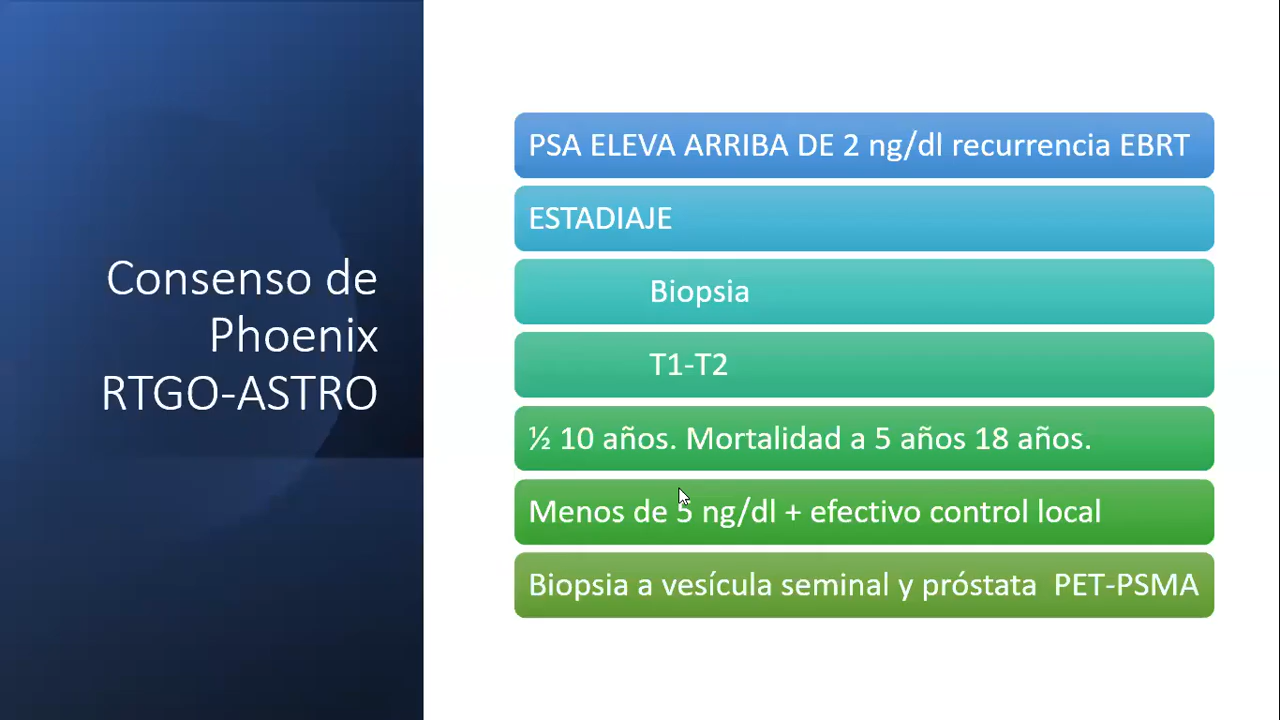 Consenso de
Phoenix
RTGO-ASTRO
PSA ELEVA ARRIBA DE 2 ng/dl recurrencia EBRT
ESTADIAJE
Biopsia
T1-T2
½ 10 años. Mortalidad a 5 años 18 años.
Menos de 5 ng/dl + efectivo control local
Biopsia a vesícula seminal y próstata PET-PSMA